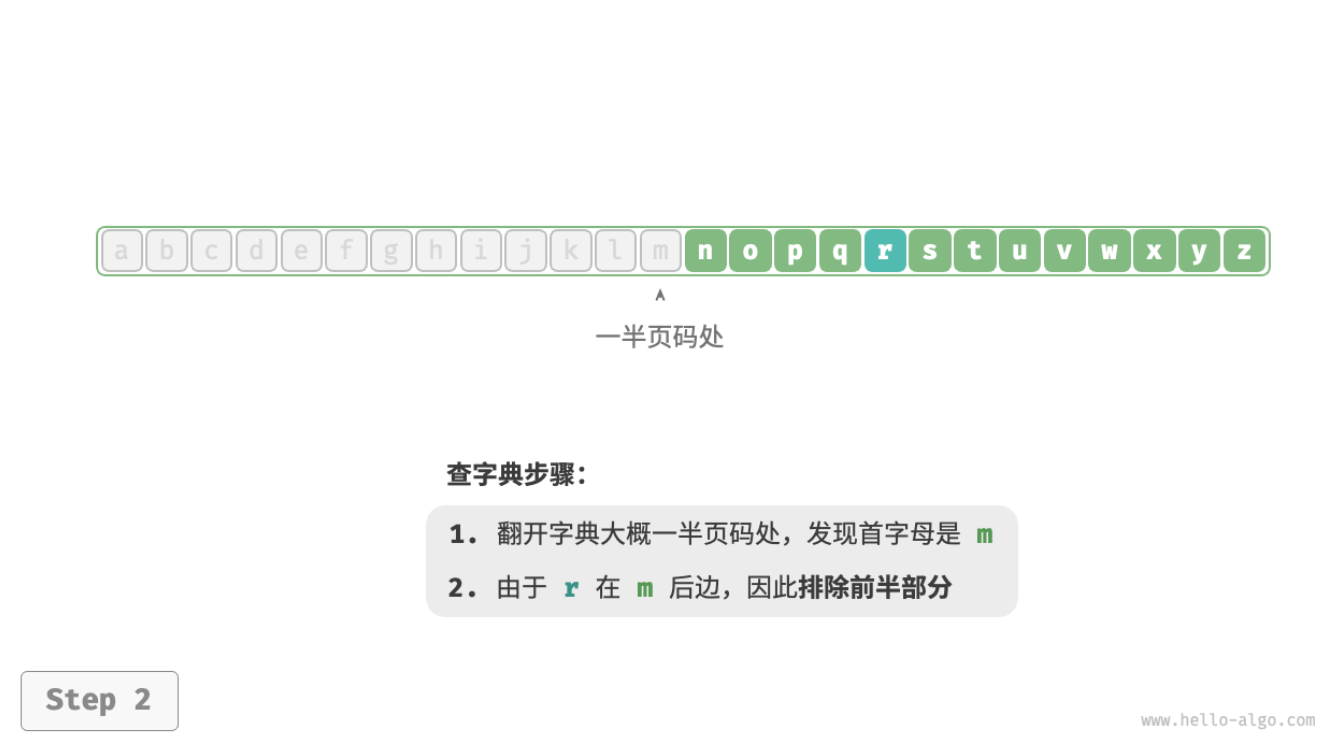 a b c d e f g h i j k l m n o p q r s t u v w x y z
一半页码处
查字典步骤：
1. 翻开字典大概一半页码处，发现首字母是 m
2. 由于 r 在 m 后边，因此排除前半部分
Step 2
www.hello-algo.com